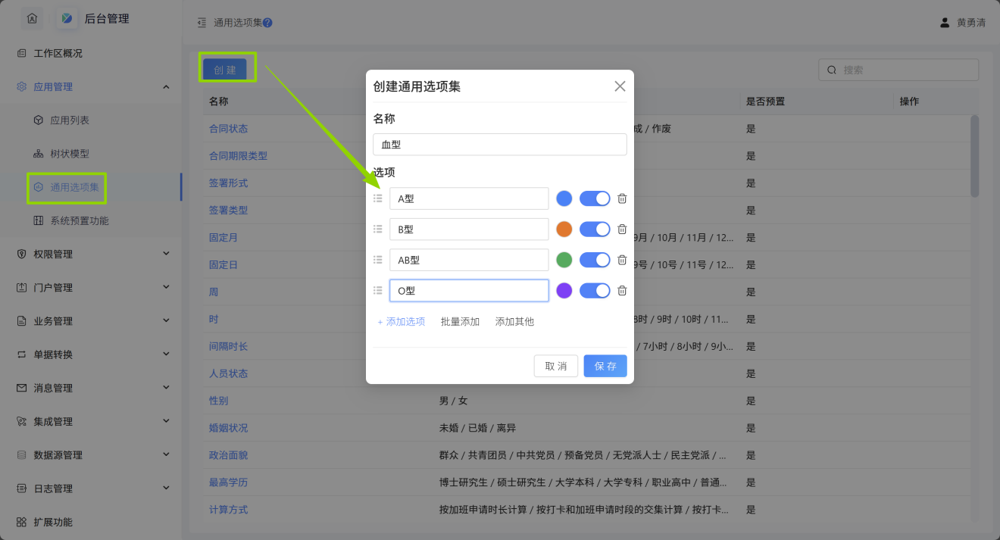 后台管理
通用选项集
黄勇清
工作区概况
应用管理
应用列表
树状模型
通用选项集
系统预置功能
权限管理
门户管理
业务管理
单据转换
消息管理
集成管理
数据源管理
日志管理
扩展功能
创 建
搜索
名称 是否预置 操作
合同状态 成 / 作废 是
合同期限类型 是
签署形式 是
签署类型 是
固定月 9月 / 10月 / 11月 / 12... 是
固定日 9号 / 10号 / 11号 / 12... 是
周 是
时 8时 / 9时 / 10时 / 11... 是
间隔时长 / 7小时 / 8小时 / 9小... 是
人员状态 是
性别 男 / 女 是
婚姻状况 未婚 / 已婚 / 离异 是
政治面貌 群众 / 共青团员 / 中共党员 / 预备党员 / 无党派人士 / 民主党派 / ... 是
最高学历 博士研究生 / 硕士研究生 / 大学本科 / 大学专科 / 职业高中 / 普通... 是
计算方式 按加班申请时长计算 / 按打卡和加班申请时段的交集计算 / 按打卡... 是
创建通用选项集
名称
血型
选项
A型
B型
AB型
O型
+ 添加选项 批量添加 添加其他
取 消 保 存